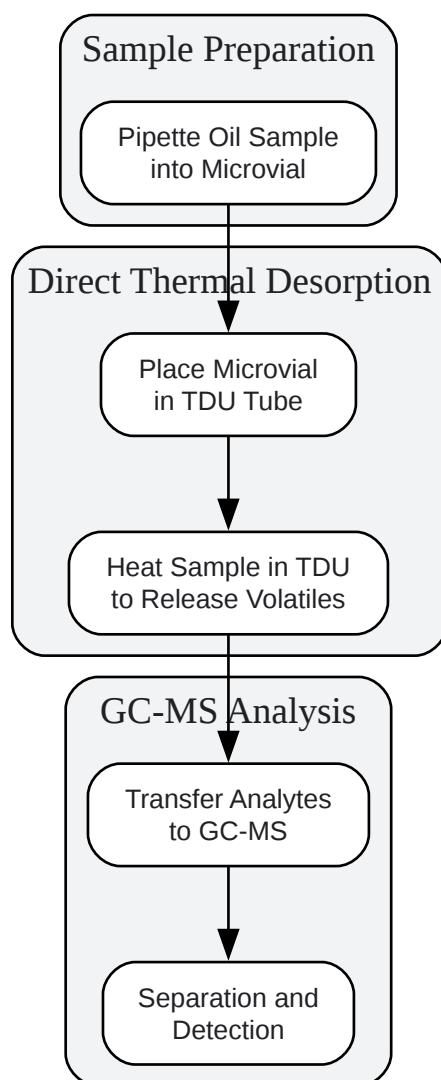 Sample Preparation
Pipette Oil Sample
into Microvial
Direct Thermal Desorption
Place Microvial
in TDU Tube
Heat Sample in TDU
to Release Volatiles
GC-MS Analysis
Transfer Analytes
to GC-MS
Separation and
Detection